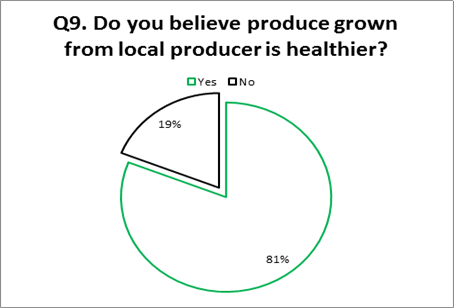 Q9. Do you believe produce grown
from local producer is healthier?
Yes No
19%
81%